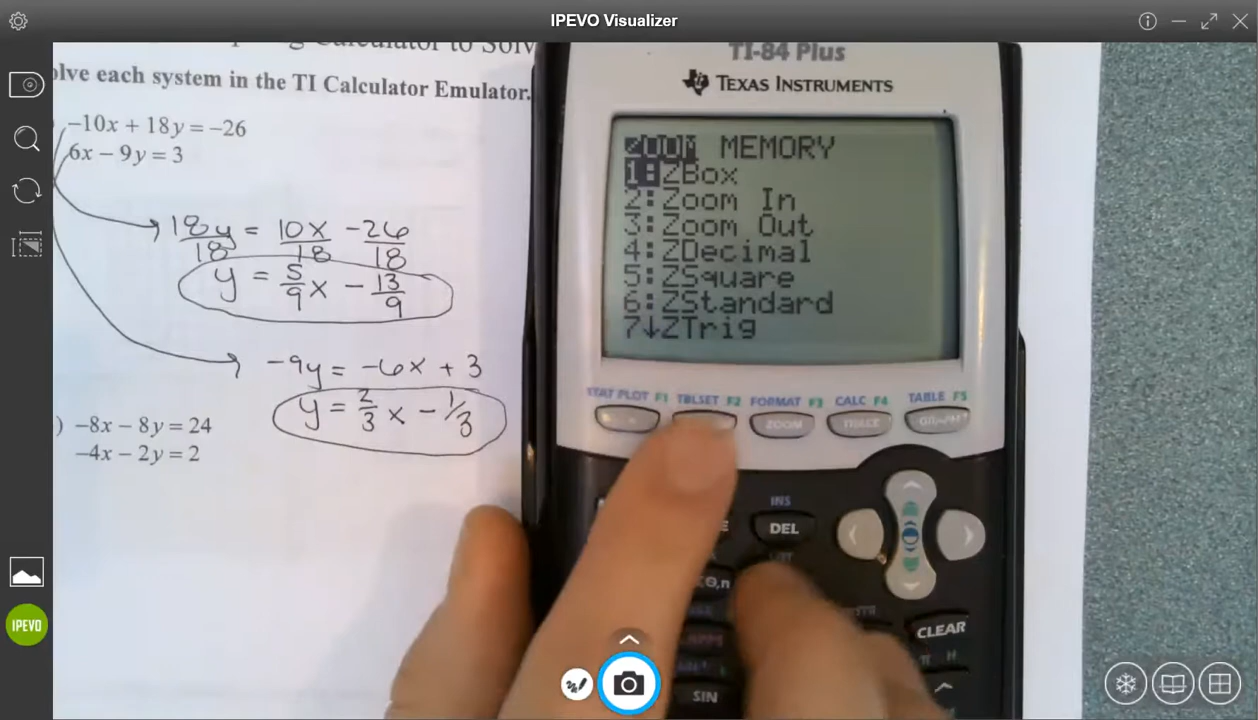 IPEVO Visualizer
olve each system in the TI Calculator Emulator.
-10x + 18y = -26
6x - 9y = 3
18y = 10x - 26
18 18 18
y = 5/9 x - 13/9
-9y = -6x + 3
y = 2/3 x - 1/3
) -8x - 8y = 24
-4x - 2y = 2
TI-84 Plus
TEXAS INSTRUMENTS
ZOOM MEMORY
1:ZBox
2:Zoom In
3:Zoom Out
4:ZDecimal
5:ZSquare
6:ZStandard
7↓ZTrig
STAT PLOT F1 TBLSET F2 FORMAT F3 CALC F4 TABLE F5
ZOOM TRACE GRAPH
INS
DEL
θ,n
CLEAR
SIN
IPEVO